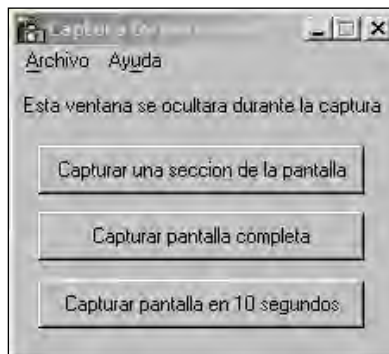 Captura
Archivo Ayuda
Esta ventana se ocultara durante la captura
Capturar una seccion de la pantalla
Capturar pantalla completa
Capturar pantalla en 10 segundos